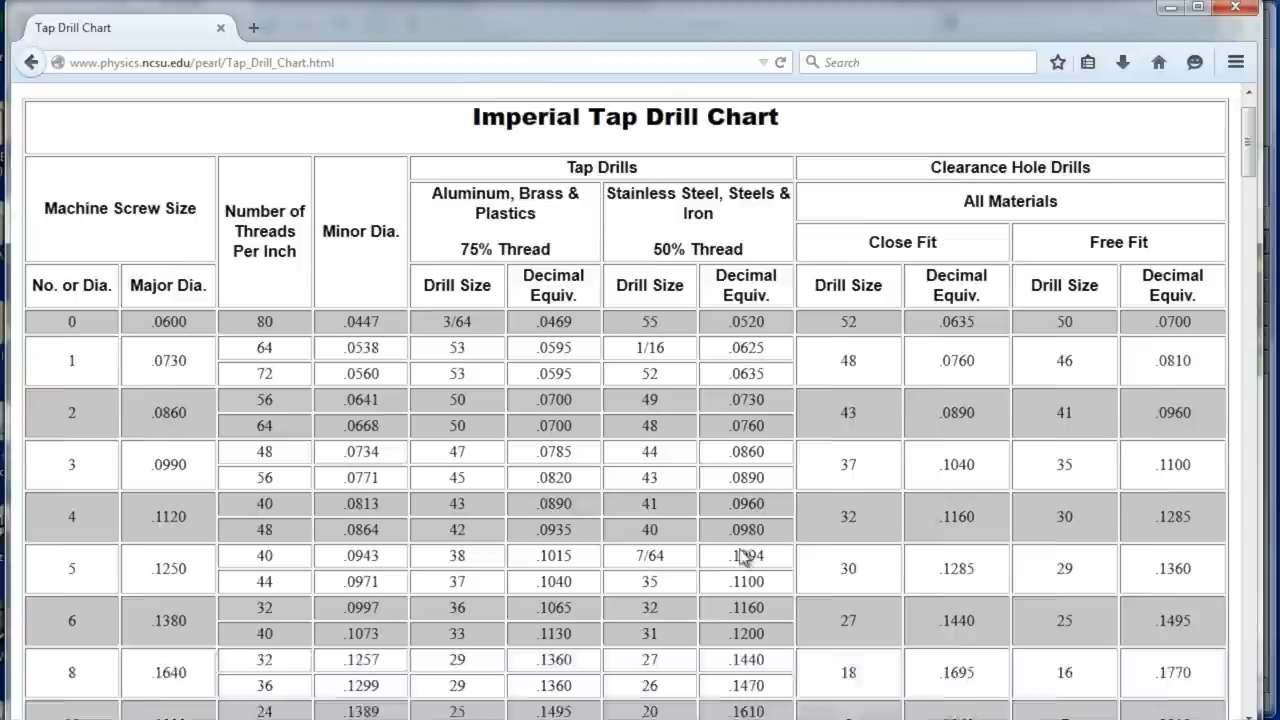 Tap Drill Chart
www.physics.ncsu.edu/pearl/Tap_Drill_Chart.html
Search
Imperial Tap Drill Chart
Machine Screw Size
Number of Threads Per Inch
Minor Dia.
Tap Drills
Clearance Hole Drills
Aluminum, Brass & Plastics
75% Thread
Stainless Steel, Steels & Iron
50% Thread
All Materials
Close Fit
Free Fit
No. or Dia. Major Dia. Drill Size Decimal Equiv. Drill Size Decimal Equiv. Drill Size Decimal Equiv. Drill Size Decimal Equiv.
0 .0600 80 .0447 3/64 .0469 55 .0520 52 .0635 50 .0700
1 .0730 64 .0538 53 .0595 1/16 .0625 48 .0760 46 .0810
72 .0560 53 .0595 52 .0635
2 .0860 56 .0641 50 .0700 49 .0730 43 .0890 41 .0960
64 .0668 50 .0700 48 .0760
3 .0990 48 .0734 47 .0785 44 .0860 37 .1040 35 .1100
56 .0771 45 .0820 43 .0890
4 .1120 40 .0813 43 .0890 41 .0960 32 .1160 30 .1285
48 .0864 42 .0935 40 .0980
5 .1250 40 .0943 38 .1015 7/64 30 .1285 29 .1360
44 .0971 37 .1040 35 .1100
6 .1380 32 .0997 36 .1065 32 .1160 27 .1440 25 .1495
40 .1073 33 .1130 31 .1200
8 .1640 32 .1257 29 .1360 27 .1440 18 .1695 16 .1770
36 .1299 29 .1360 26 .1470
24 .1389 25 .1495 20 .1610